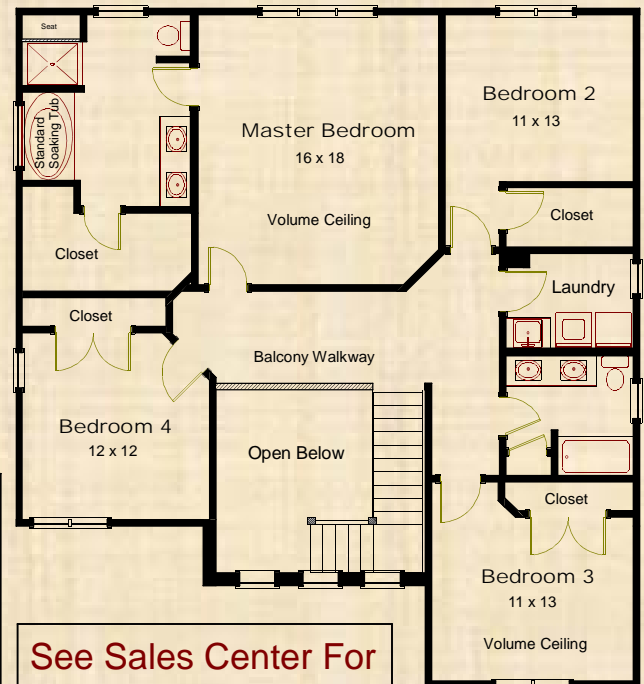 Seat
Standard
Soaking Tub
Master Bedroom
16 x 18
Volume Ceiling
Bedroom 2
11 x 13
Closet
Closet
Laundry
Closet
Balcony Walkway
Bedroom 4
12 x 12
Open Below
Closet
Bedroom 3
11 x 13
Volume Ceiling
See Sales Center For